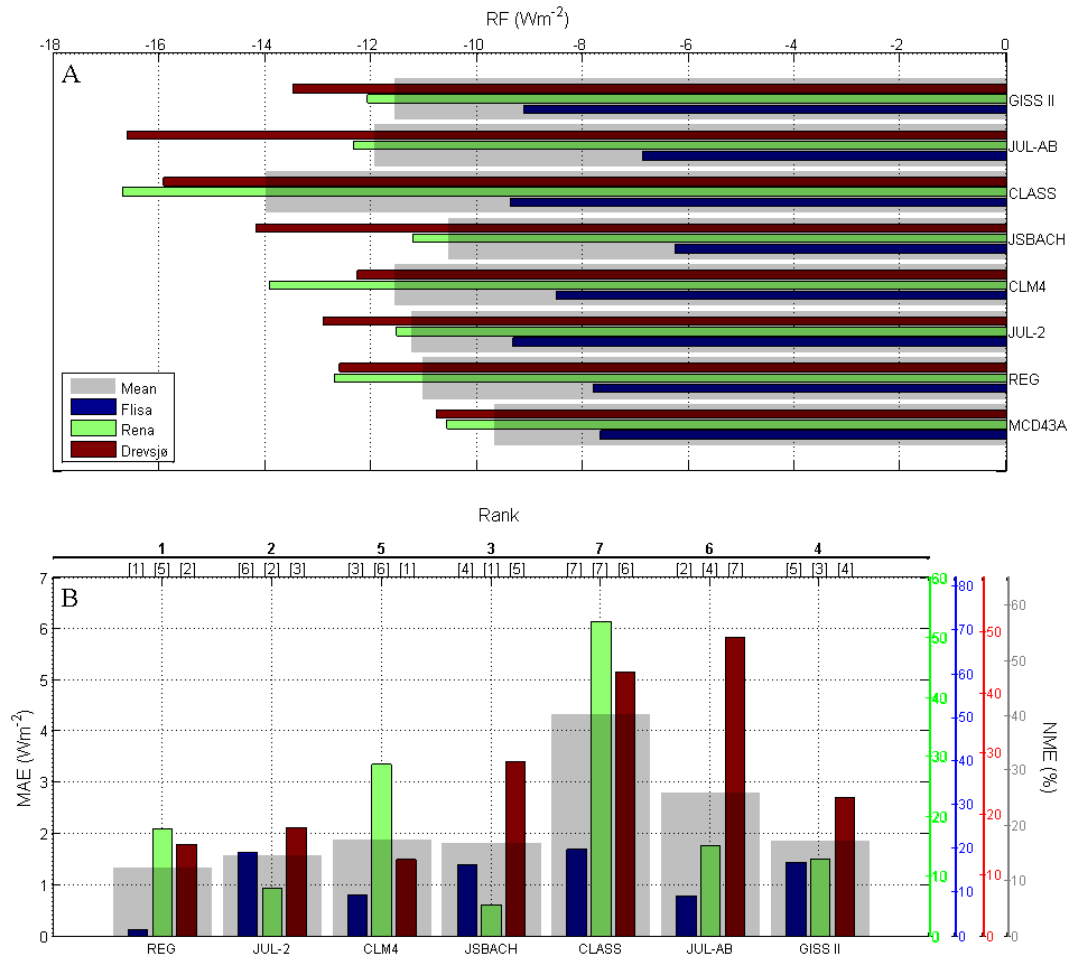 RF (Wm-2)
-18 -16 -14 -12 -10 -8 -6 -4 -2 0
A
GISS II
JUL-AB
CLASS
JSBACH
CLM4
JUL-2
REG
MCD43A
Mean
Flisa
Rena
Drevsjø
Rank
1 2 5 3 7 6 4
[1] [5] [2] [6] [2] [3] [3] [6] [1] [4] [1] [5] [7] [7] [6] [2] [4] [7] [5] [3] [4]
B
MAE (Wm-2)
7
6
5
4
3
2
1
0
60
50
40
30
20
10
0
80
70
60
50
40
30
20
10
0
50
40
30
20
10
0
60
50
40
30
20
10
0
NME (%)
REG JUL-2 CLM4 JSBACH CLASS JUL-AB GISS II